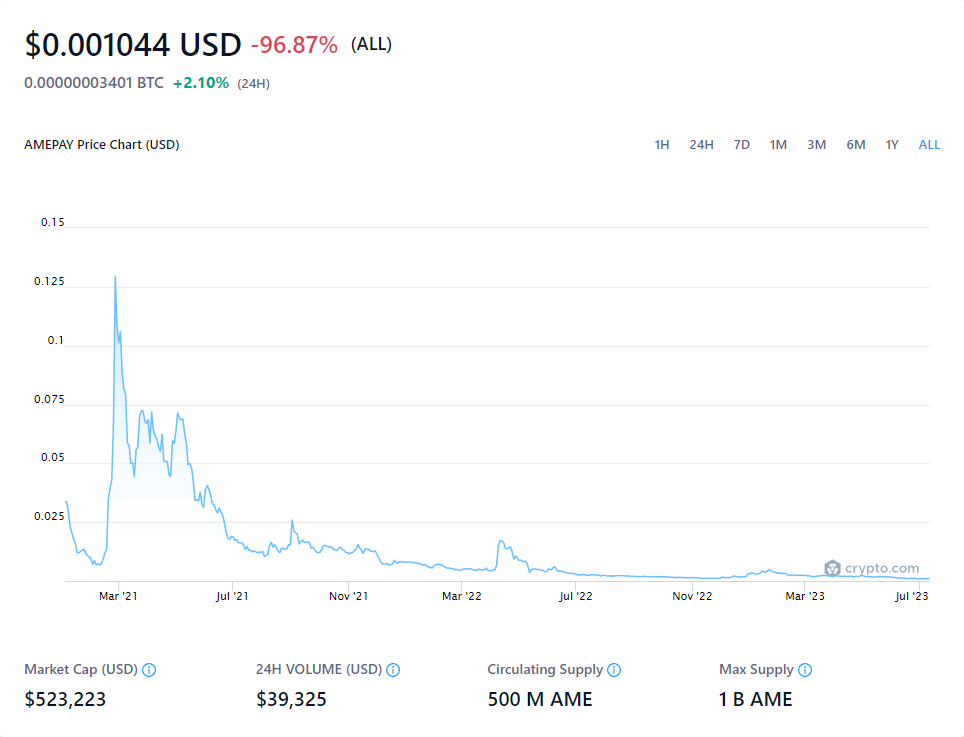 $0.001044 USD -96.87% (ALL)
0.00000003401 BTC +2.10% (24H)
AMEPAY Price Chart (USD) 1H 24H 7D 1M 3M 6M 1Y ALL
0.15
0.125
0.1
0.075
0.05
0.025
crypto.com
Mar '21 Jul '21 Nov '21 Mar '22 Jul '22 Nov '22 Mar '23 Jul '23
Market Cap (USD) 24H VOLUME (USD) Circulating Supply Max Supply
$523,223 $39,325 500 M AME 1 B AME